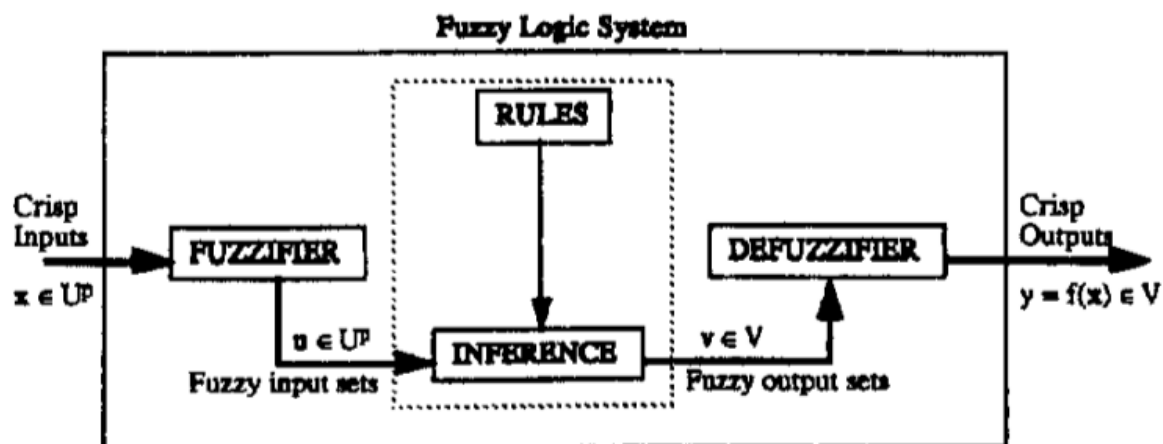 Fuzzy Logic System
RULES
Crisp
Inputs
x ∈ Uᵖ
FUZZIFIER
u ∈ Uᵖ
Fuzzy input sets
INFERENCE
v ∈ V
Fuzzy output sets
DEFUZZIFIER
Crisp
Outputs
y = f(x) ∈ V